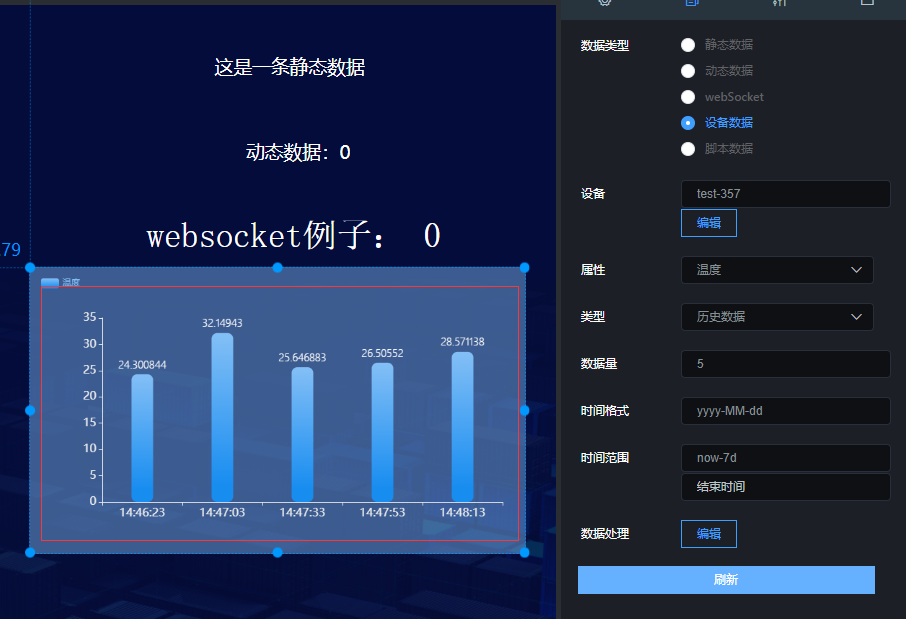 这是一条静态数据
动态数据：0
websocket例子： 0
.79
温度
35
30
25
20
15
10
5
0
24.300844
32.14943
25.646883
26.50552
28.571138
14:46:23
14:47:03
14:47:33
14:47:53
14:48:13
数据类型
静态数据
动态数据
webSocket
设备数据
脚本数据
设备
test-357
编辑
属性
温度
类型
历史数据
数据量
5
时间格式
yyyy-MM-dd
时间范围
now-7d
结束时间
数据处理
编辑
刷新